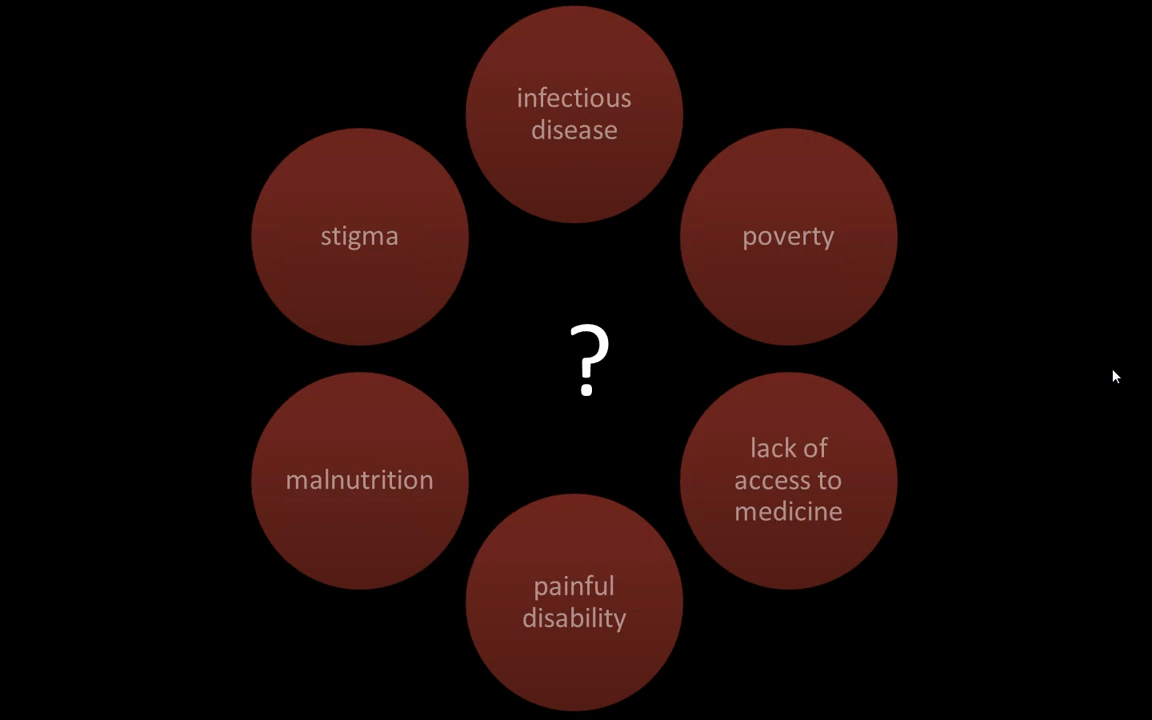 infectious
disease
stigma
poverty
?
malnutrition
lack of
access to
medicine
painful
disability